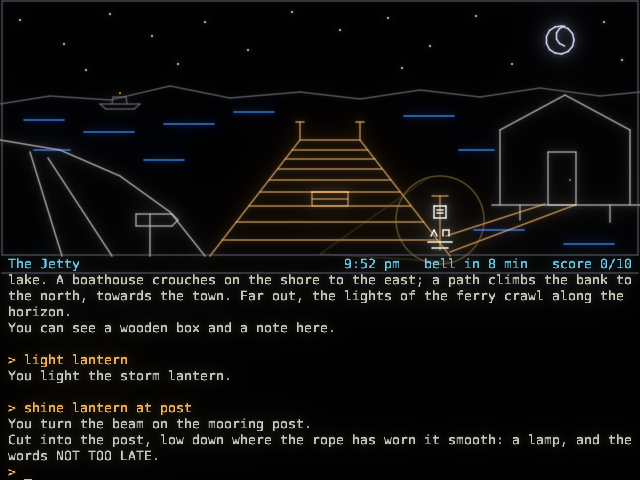 The Jetty 9:52 pm bell in 8 min score 0/10
lake. A boathouse crouches on the shore to the east; a path climbs the bank to
the north, towards the town. Far out, the lights of the ferry crawl along the
horizon.
You can see a wooden box and a note here.
> light lantern
You light the storm lantern.
> shine lantern at post
You turn the beam on the mooring post.
Cut into the post, low down where the rope has worn it smooth: a lamp, and the
words NOT TOO LATE.
> _